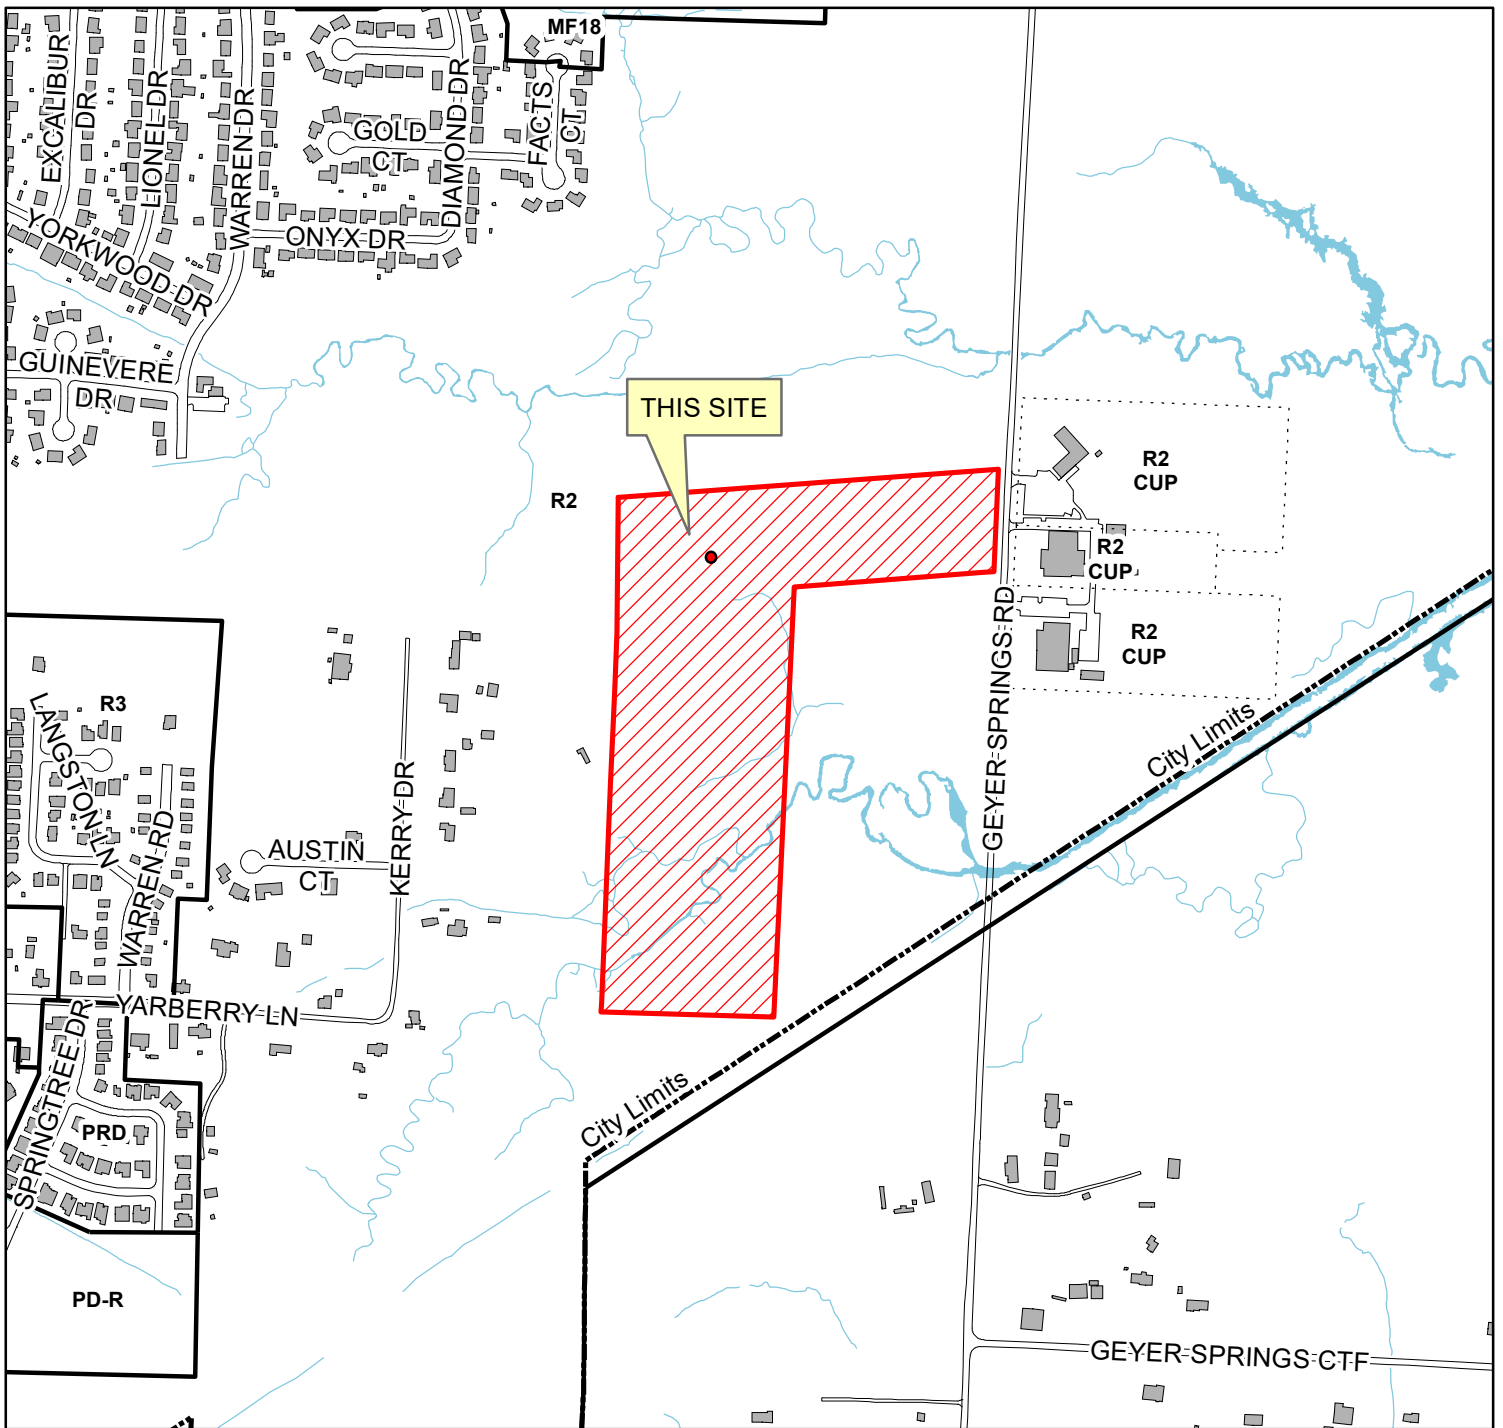 MF18
EXCALIBUR
DR
LIONEL DR
WARREN DR
GOLD
CT
DIAMOND DR
FACTS
CT
ONYX DR
YORKWOOD DR
GUINEVERE
DR
THIS SITE
R2
R2
CUP
R2
CUP
R2
CUP
GEYER SPRINGS RD
City Limits
R3
LANGSTON LN
WARREN RD
KERRY DR
AUSTIN
CT
YARBERRY LN
SPRINGTREE DR
PRD
City Limits
PD-R
GEYER SPRINGS CTF